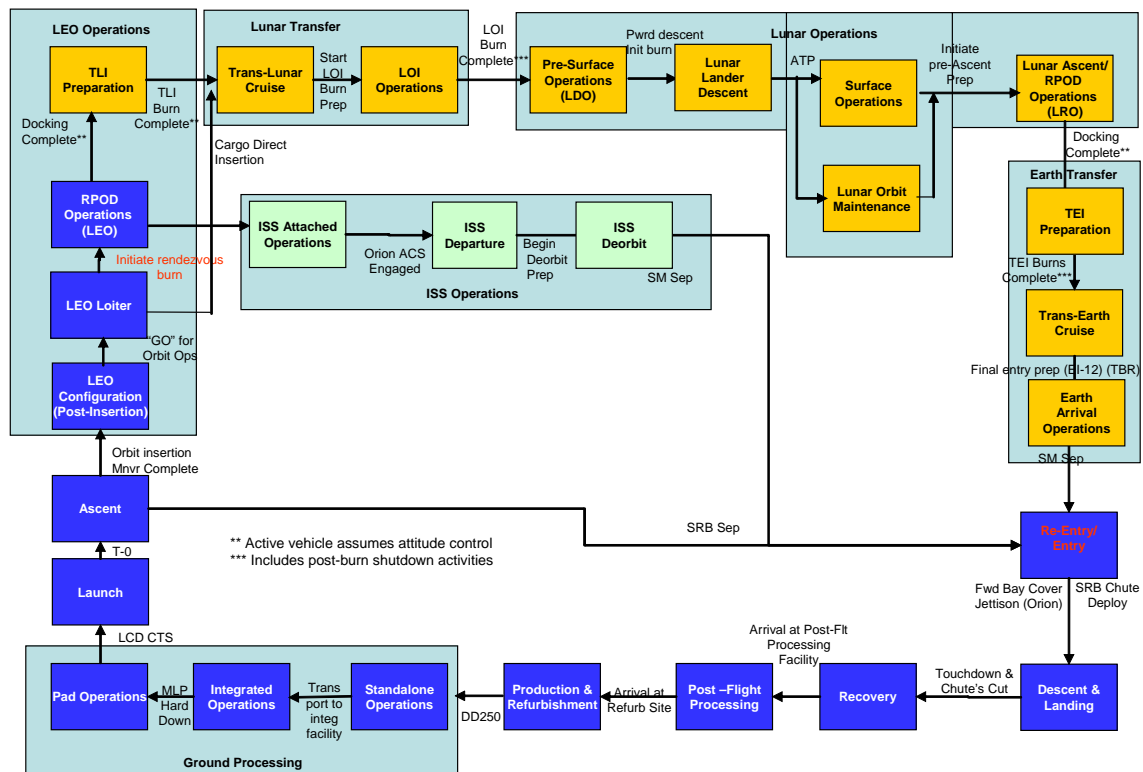 LEO Operations
TLI
Preparation
TLI
Burn
Complete**
Docking
Complete**
RPOD
Operations
(LEO)
Initiate rendezvous
burn
LEO Loiter
"GO" for
Orbit Ops
LEO
Configuration
(Post-Insertion)
Lunar Transfer
Trans-Lunar
Cruise
Start
LOI
Burn
Prep
LOI
Operations
Cargo Direct
Insertion
LOI
Burn
Complete***
Lunar Operations
Pre-Surface
Operations
(LDO)
Pwrd descent
Init burn
Lunar
Lander
Descent
ATP
Surface
Operations
Lunar Orbit
Maintenance
Initiate
pre-Ascent
Prep
Lunar Ascent/
RPOD
Operations
(LRO)
Docking
Complete**
Earth Transfer
TEI
Preparation
TEI Burns
Complete***
Trans-Earth
Cruise
Final entry prep (EI-12) (TBR)
Earth
Arrival
Operations
SM Sep
ISS Attached
Operations
Orion ACS
Engaged
ISS
Departure
Begin
Deorbit
Prep
ISS
Deorbit
SM Sep
ISS Operations
Orbit insertion
Mnvr Complete
Ascent
T-0
Launch
LCD CTS
** Active vehicle assumes attitude control
*** Includes post-burn shutdown activities
SRB Sep
Re-Entry/
Entry
Fwd Bay Cover
Jettison (Orion)
SRB Chute
Deploy
Descent &
Landing
Touchdown &
Chute's Cut
Recovery
Arrival at Post-Flt
Processing
Facility
Post –Flight
Processing
Arrival at
Refurb Site
Production &
Refurbishment
DD250
Standalone
Operations
Trans
port to
integ
facility
Integrated
Operations
MLP
Hard
Down
Pad Operations
Ground Processing